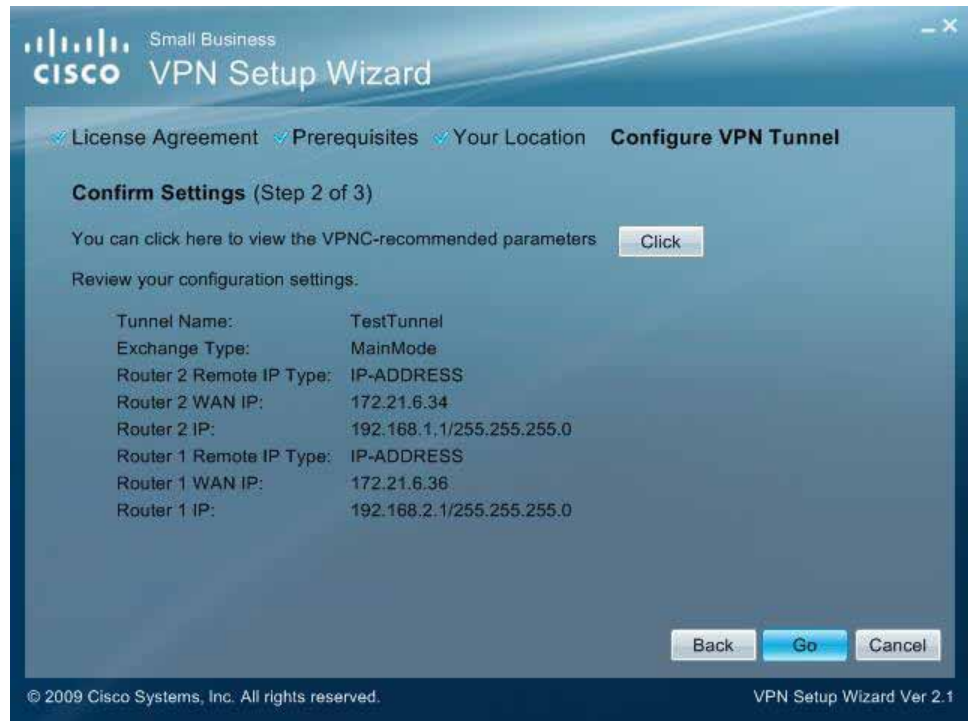 Small Business
CISCO VPN Setup Wizard
License Agreement Prerequisites Your Location Configure VPN Tunnel
Confirm Settings (Step 2 of 3)
You can click here to view the VPNC-recommended parameters Click
Review your configuration settings.
Tunnel Name: TestTunnel
Exchange Type: MainMode
Router 2 Remote IP Type: IP-ADDRESS
Router 2 WAN IP: 172.21.6.34
Router 2 IP: 192.168.1.1/255.255.255.0
Router 1 Remote IP Type: IP-ADDRESS
Router 1 WAN IP: 172.21.6.36
Router 1 IP: 192.168.2.1/255.255.255.0
Back Go Cancel
© 2009 Cisco Systems, Inc. All rights reserved. VPN Setup Wizard Ver 2.1